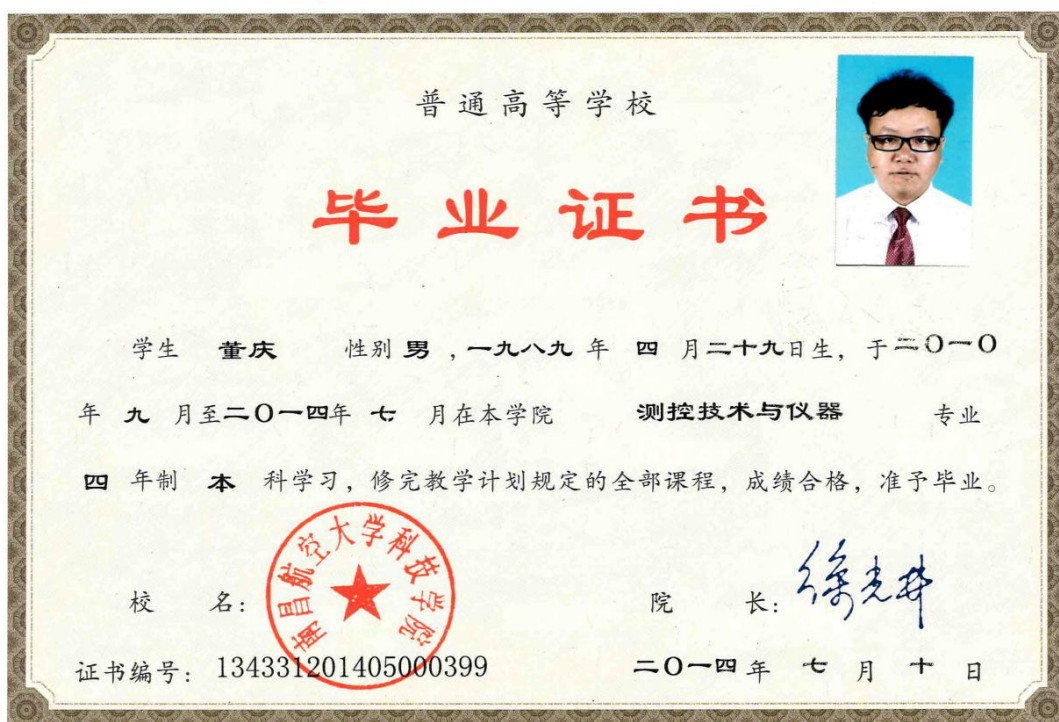 普通高等学校
毕业证书
学生 董庆 性别 男 ，一九八九 年 四 月二十九日生，于二〇一〇
年 九 月至二〇一四年 七 月在本学院 测控技术与仪器 专业
四 年制 本 科学习，修完教学计划规定的全部课程，成绩合格，准予毕业。
南昌航空大学科技学院
校 名： 院 长：
证书编号：134331201405000399 二〇一四 年 七 月 十 日